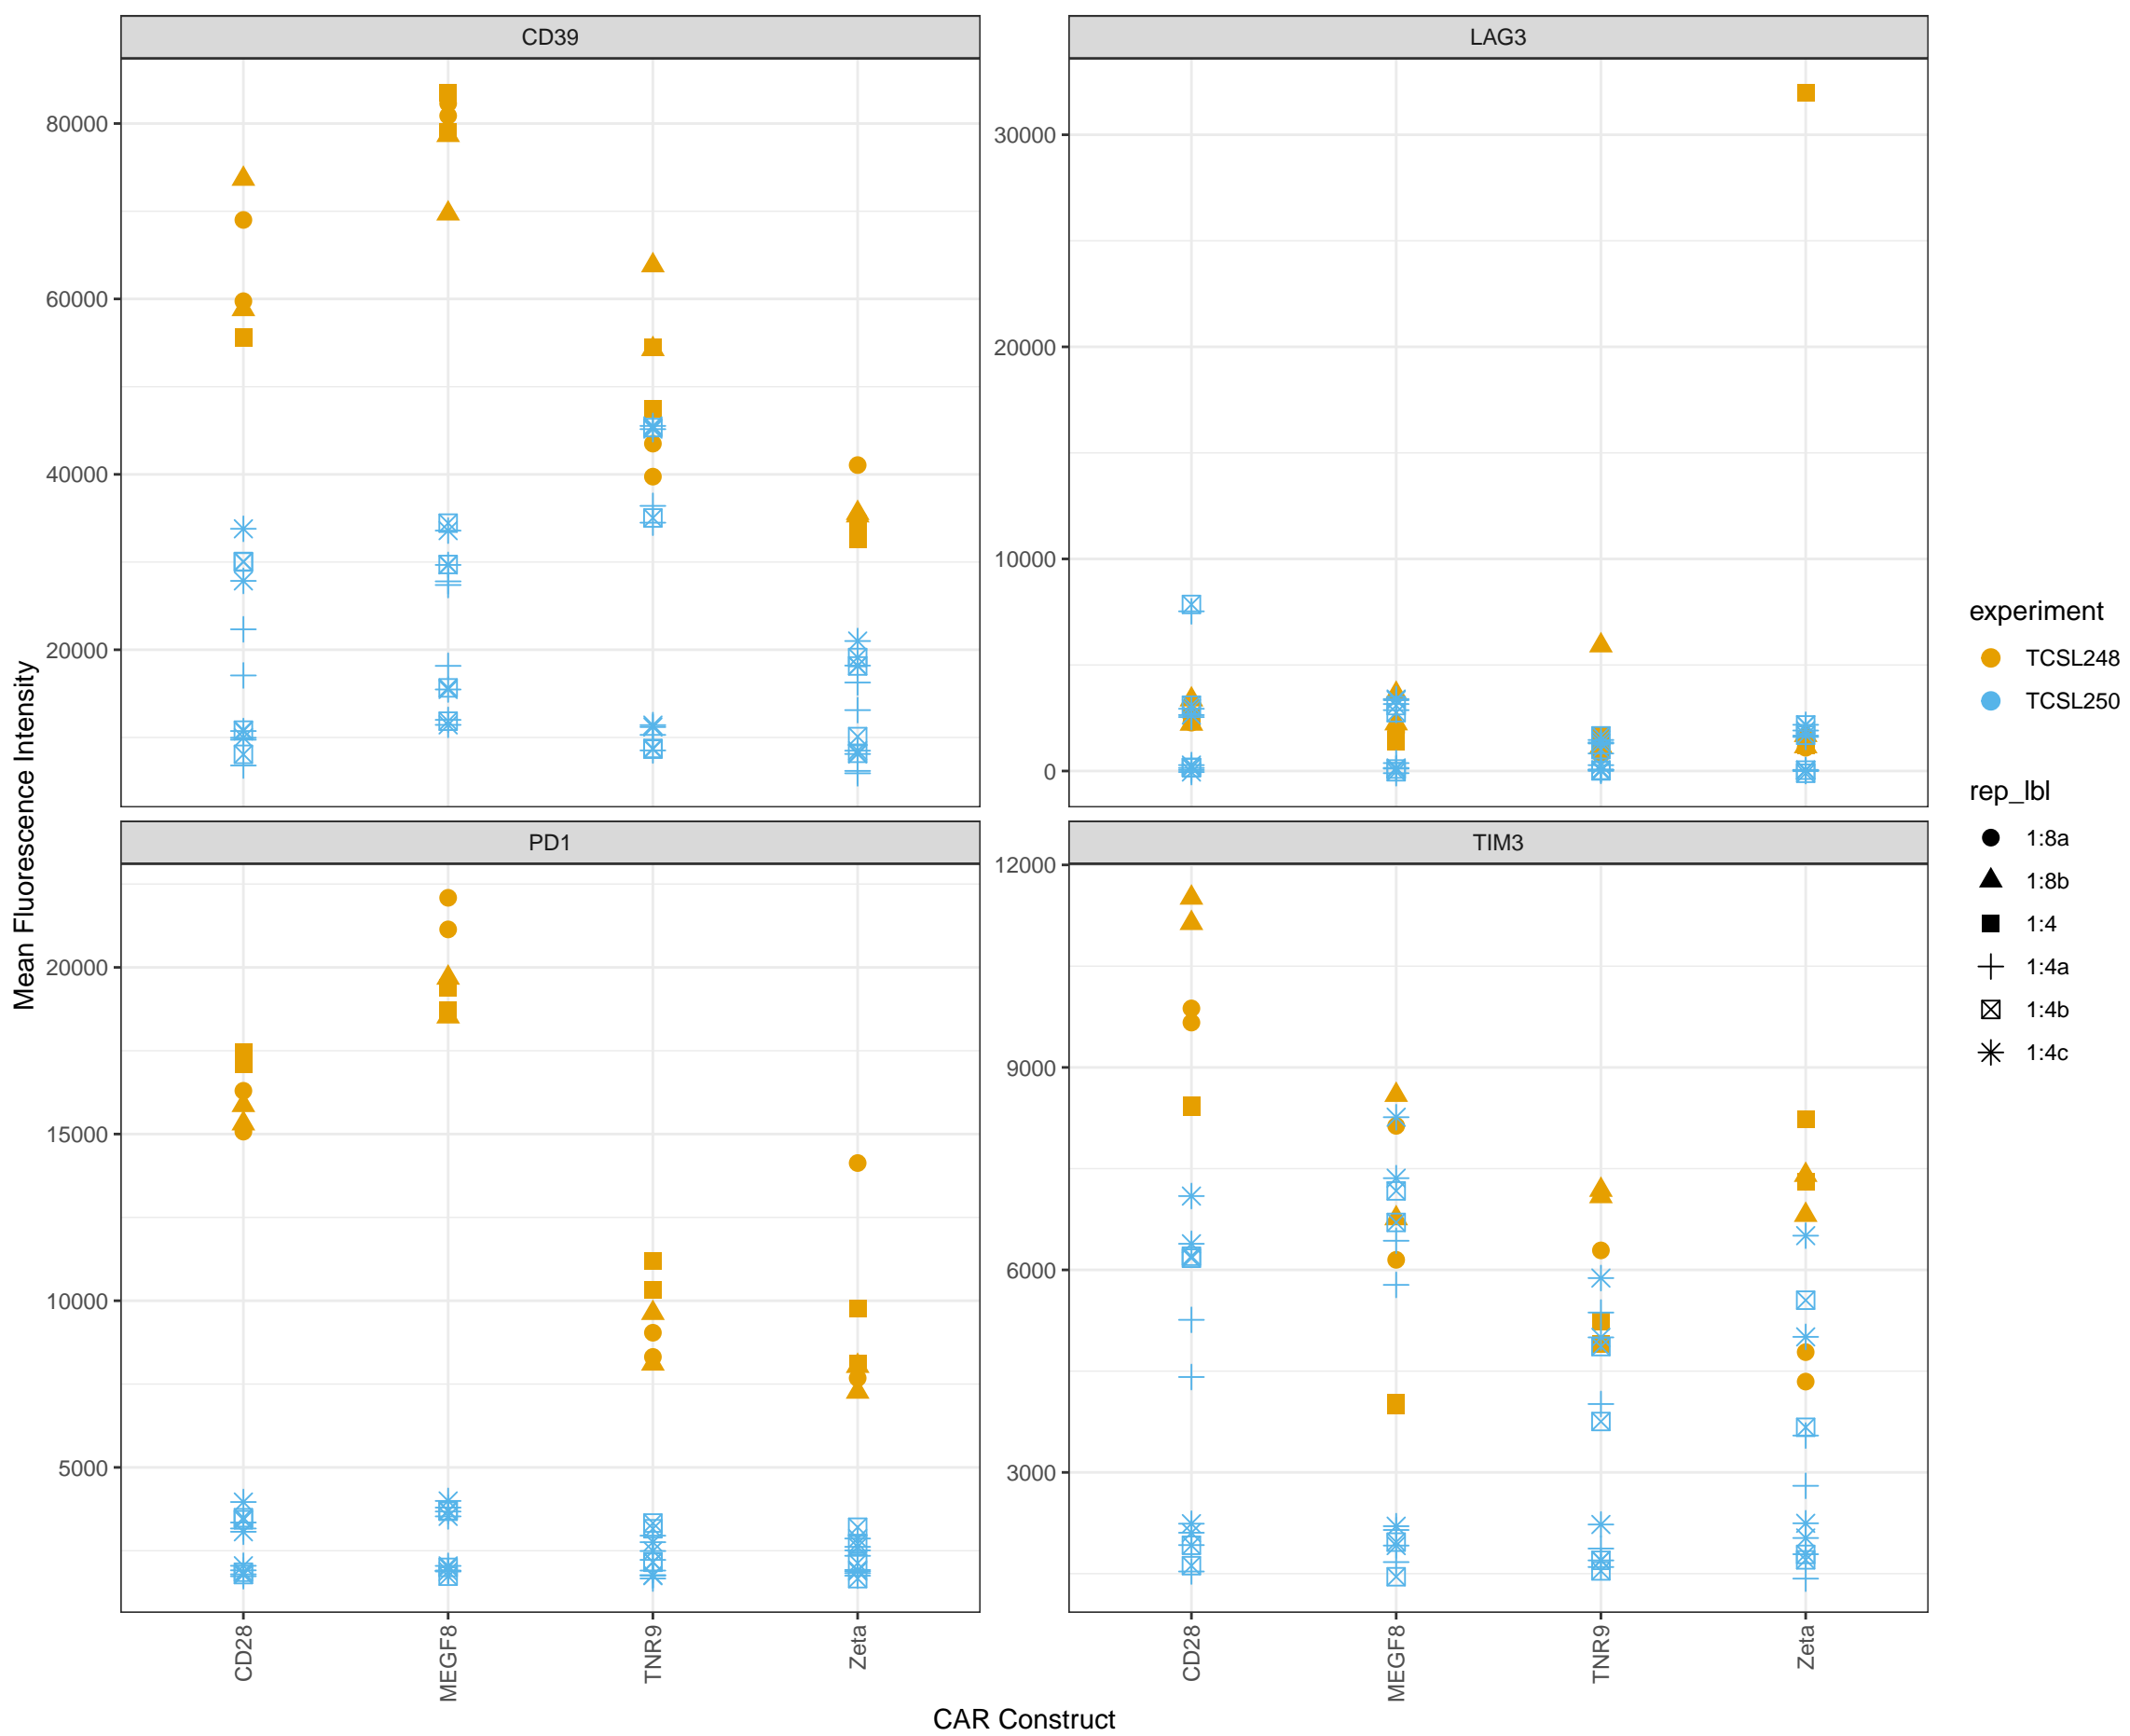 CD39
LAG3
80000
60000
40000
20000
30000
20000
10000
0
PD1
TIM3
20000
15000
10000
5000
12000
9000
6000
3000
CD28
MEGF8
TNR9
Zeta
CD28
MEGF8
TNR9
Zeta
Mean Fluorescence Intensity
CAR Construct
experiment
TCSL248
TCSL250
rep_lbl
1:8a
1:8b
1:4
1:4a
1:4b
1:4c